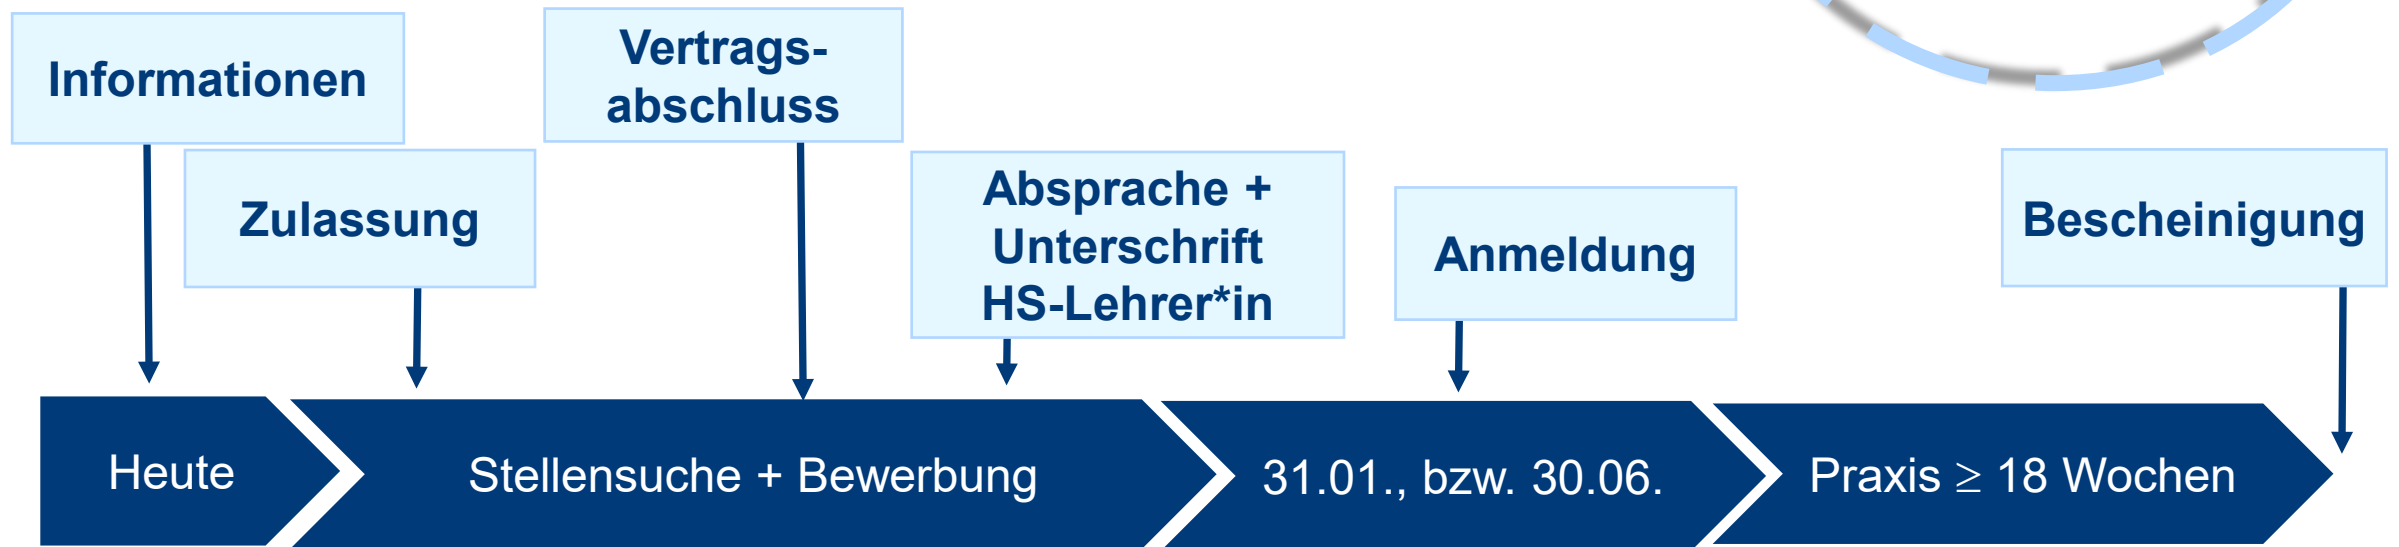 Informationen
Zulassung
Vertrags-
abschluss
Absprache +
Unterschrift
HS-Lehrer*in
Anmeldung
Bescheinigung
Heute
Stellensuche + Bewerbung
31.01., bzw. 30.06.
Praxis ≥ 18 Wochen